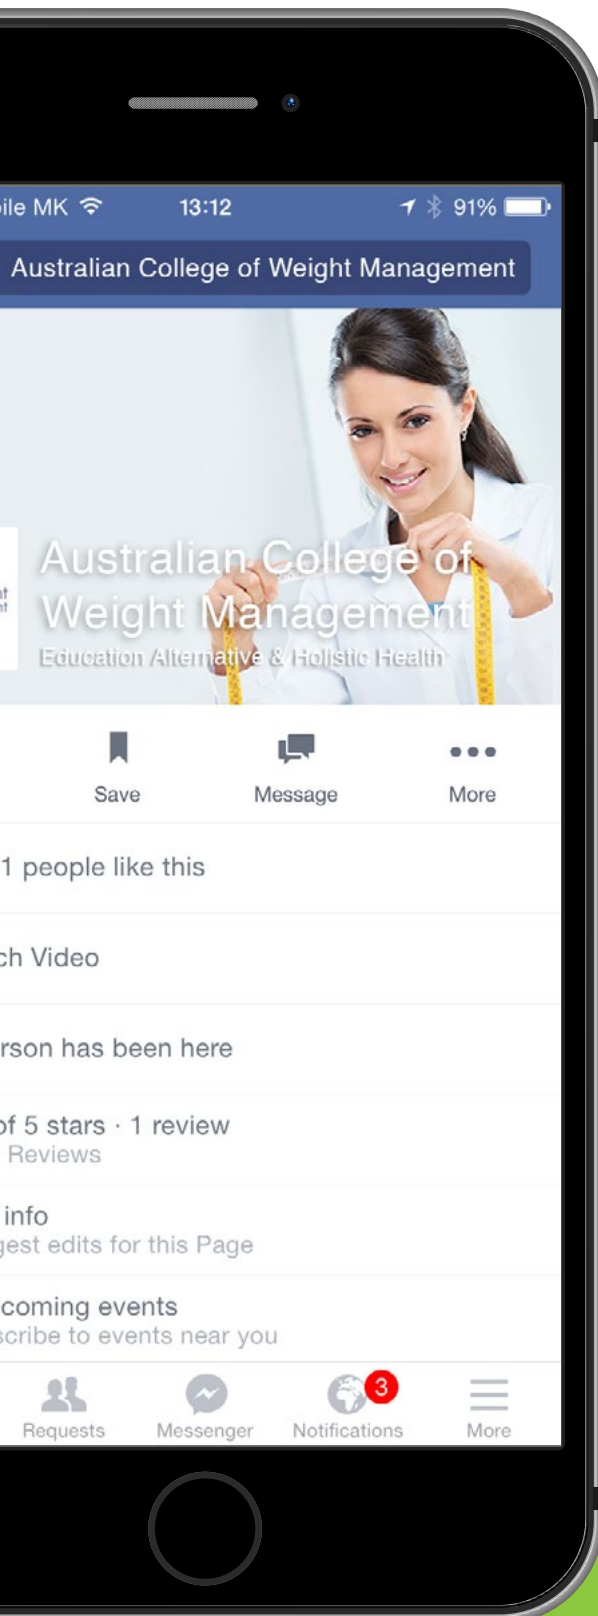 ile MK 13:12 91%
Australian College of Weight Management
Australian College of
Weight Management
Education Alternative & Holistic Health
Save Message More
1 people like this
ch Video
rson has been here
of 5 stars · 1 review
Reviews
info
gest edits for this Page
coming events
scribe to events near you
3
Requests Messenger Notifications More